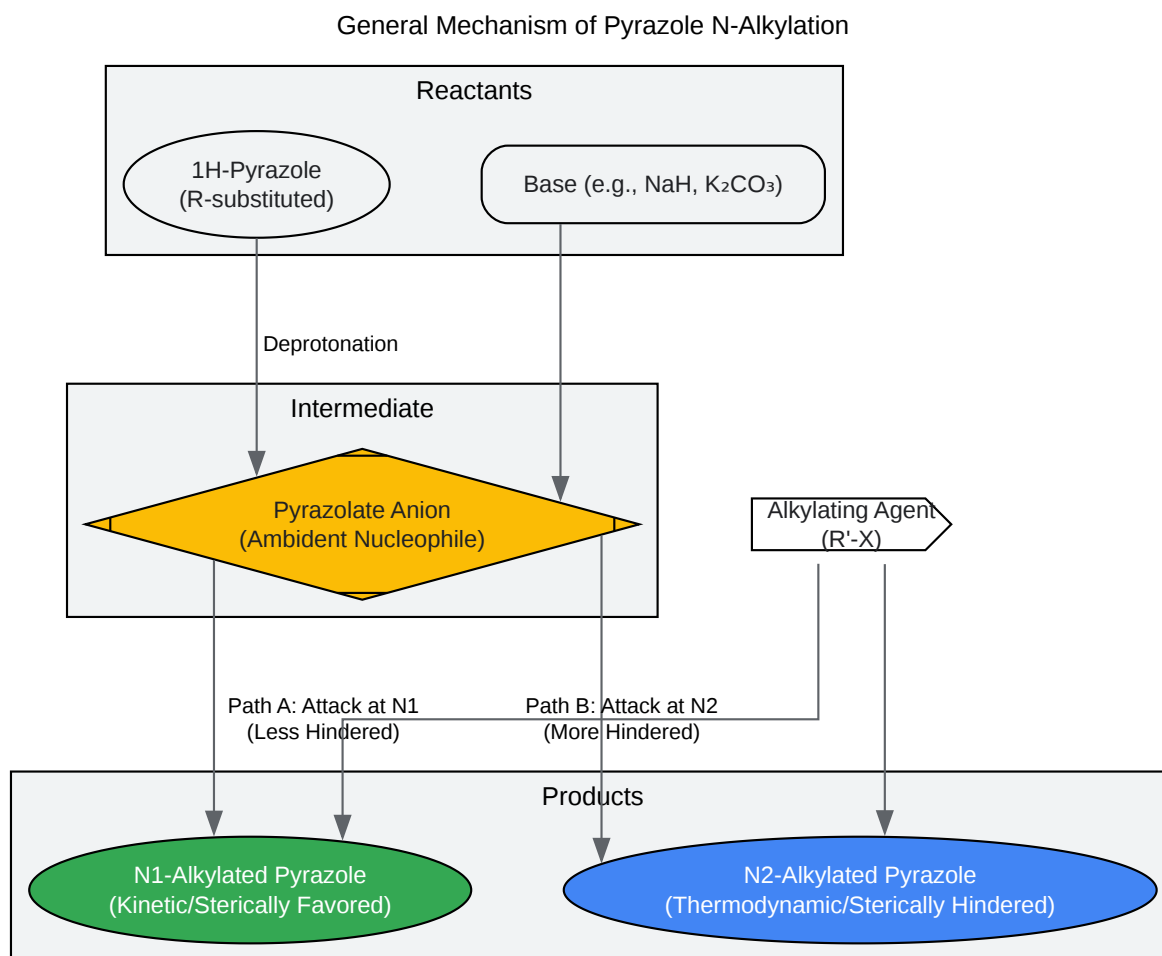 General Mechanism of Pyrazole N-Alkylation
Reactants
1H-Pyrazole
(R-substituted)
Base (e.g., NaH, K₂CO₃)
Deprotonation
Intermediate
Pyrazolate Anion
(Ambident Nucleophile)
Alkylating Agent
(R'-X)
Path A: Attack at N1
(Less Hindered)
Path B: Attack at N2
(More Hindered)
Products
N1-Alkylated Pyrazole
(Kinetic/Sterically Favored)
N2-Alkylated Pyrazole
(Thermodynamic/Sterically Hindered)